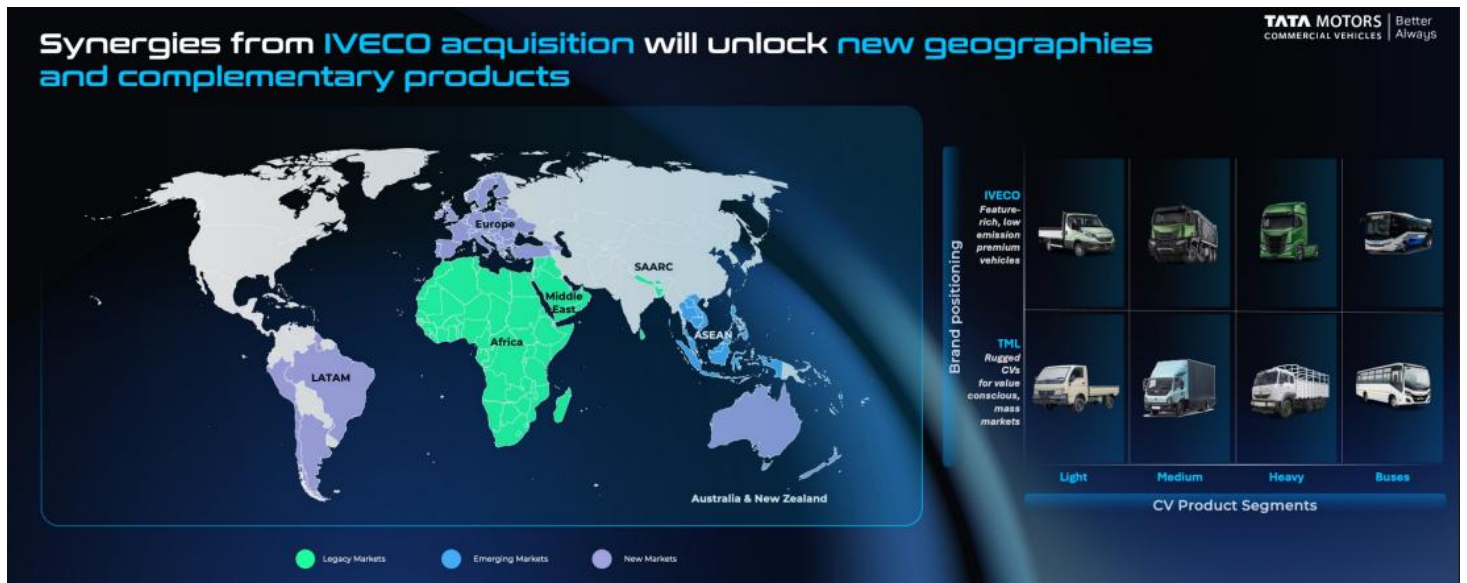 TATA MOTORS
COMMERCIAL VEHICLES
Better
Always
Synergies from IVECO acquisition will unlock new geographies
and complementary products
Europe
SAARC
Middle
East
Africa
ASEAN
LATAM
Australia & New Zealand
Legacy Markets
Emerging Markets
New Markets
Brand positioning
IVECO
Feature-
rich, low
emission
premium
vehicles
TML
Rugged
CVs
for value
conscious,
mass
markets
Light
Medium
Heavy
Buses
CV Product Segments